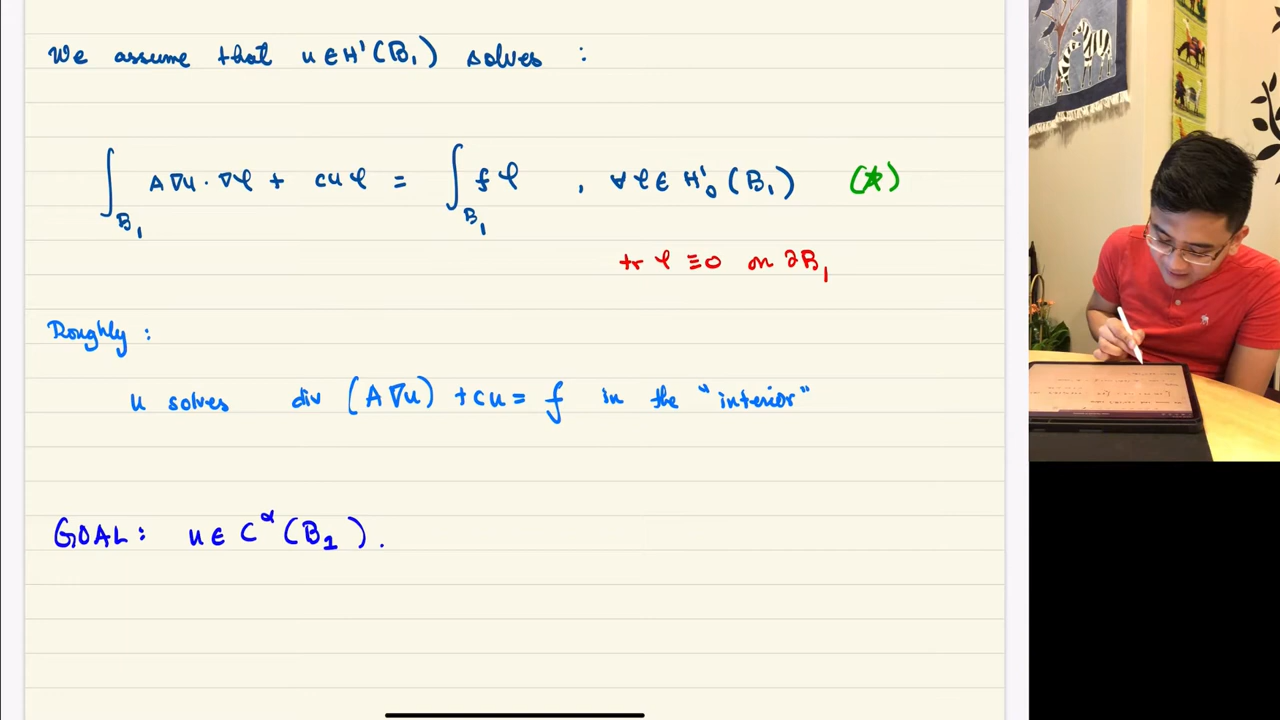 We assume that u ∈ H¹(B₁) solves :
∫_{B₁} A∇u · ∇φ + cuφ = ∫_{B₁} fφ , ∀ φ ∈ H¹₀(B₁) (*)
tr φ ≡ 0 on ∂B₁
Roughly :
u solves div (A∇u) + cu = f in the "interior"
GOAL: u ∈ C^α(B₁).